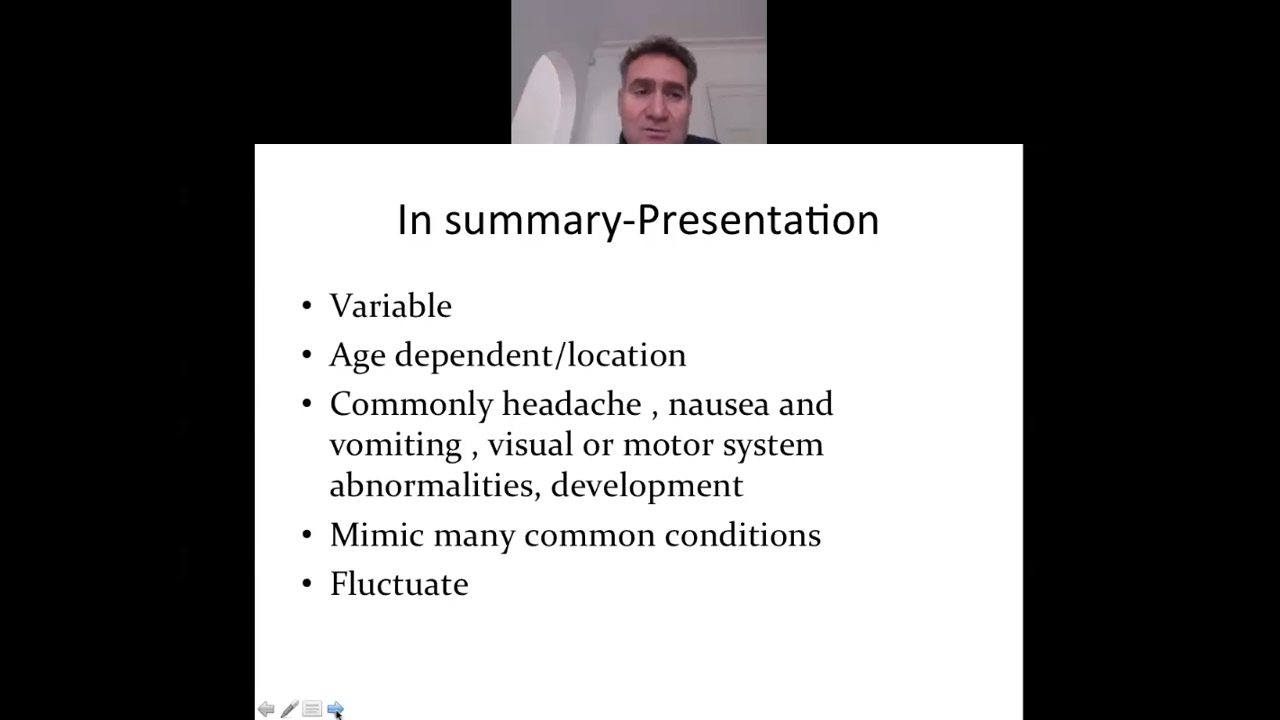 In summary-Presentation
• Variable
• Age dependent/location
• Commonly headache , nausea and
vomiting , visual or motor system
abnormalities, development
• Mimic many common conditions
• Fluctuate